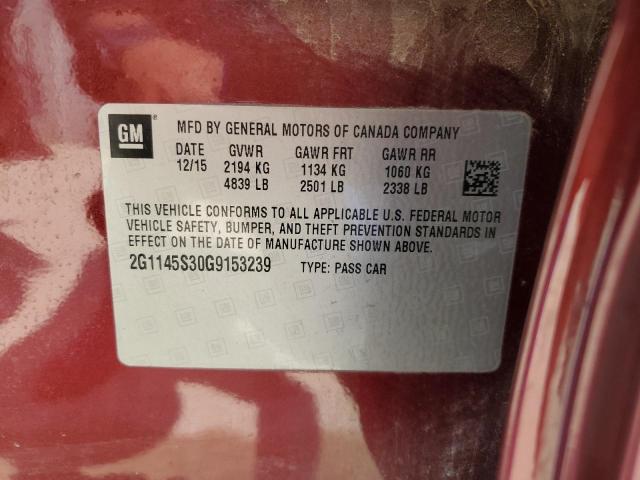 GM ® MFD BY GENERAL MOTORS OF CANADA COMPANY
DATE GVWR GAWR FRT GAWR RR
12/15 2194 KG 1134 KG 1060 KG
4839 LB 2501 LB 2338 LB
THIS VEHICLE CONFORMS TO ALL APPLICABLE U.S. FEDERAL MOTOR
VEHICLE SAFETY, BUMPER, AND THEFT PREVENTION STANDARDS IN
EFFECT ON THE DATE OF MANUFACTURE SHOWN ABOVE.
2G1145S30G9153239 TYPE: PASS CAR